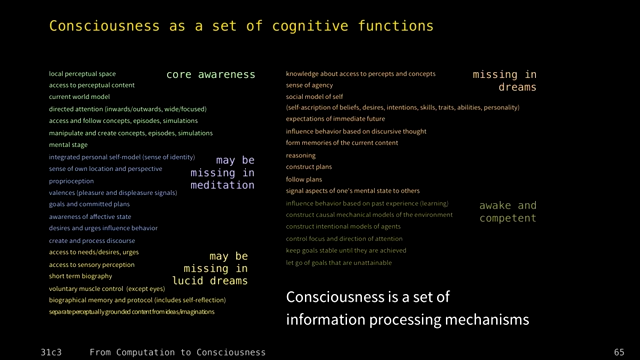 Consciousness as a set of cognitive functions
local perceptual space
access to perceptual content
current world model
directed attention (inwards/outwards, wide/focused)
access and follow concepts, episodes, simulations
manipulate and create concepts, episodes, simulations
mental stage
core awareness
integrated personal self-model (sense of identity)
sense of own location and perspective
proprioception
valences (pleasure and displeasure signals)
goals and committed plans
awareness of affective state
desires and urges influence behavior
create and process discourse
may be
missing in
meditation
access to needs/desires, urges
access to sensory perception
short term biography
voluntary muscle control (except eyes)
biographical memory and protocol (includes self-reflection)
separate perceptually grounded content from ideas/imaginations
may be
missing in
lucid dreams
knowledge about access to percepts and concepts
sense of agency
social model of self
(self-ascription of beliefs, desires, intentions, skills, traits, abilities, personality)
expectations of immediate future
influence behavior based on discursive thought
form memories of the current content
reasoning
construct plans
follow plans
signal aspects of one's mental state to others
missing in
dreams
influence behavior based on past experience (learning)
construct causal mechanical models of the environment
construct intentional models of agents
control focus and direction of attention
keep goals stable until they are achieved
let go of goals that are unattainable
awake and
competent
Consciousness is a set of
information processing mechanisms
31c3 From Computation to Consciousness 65